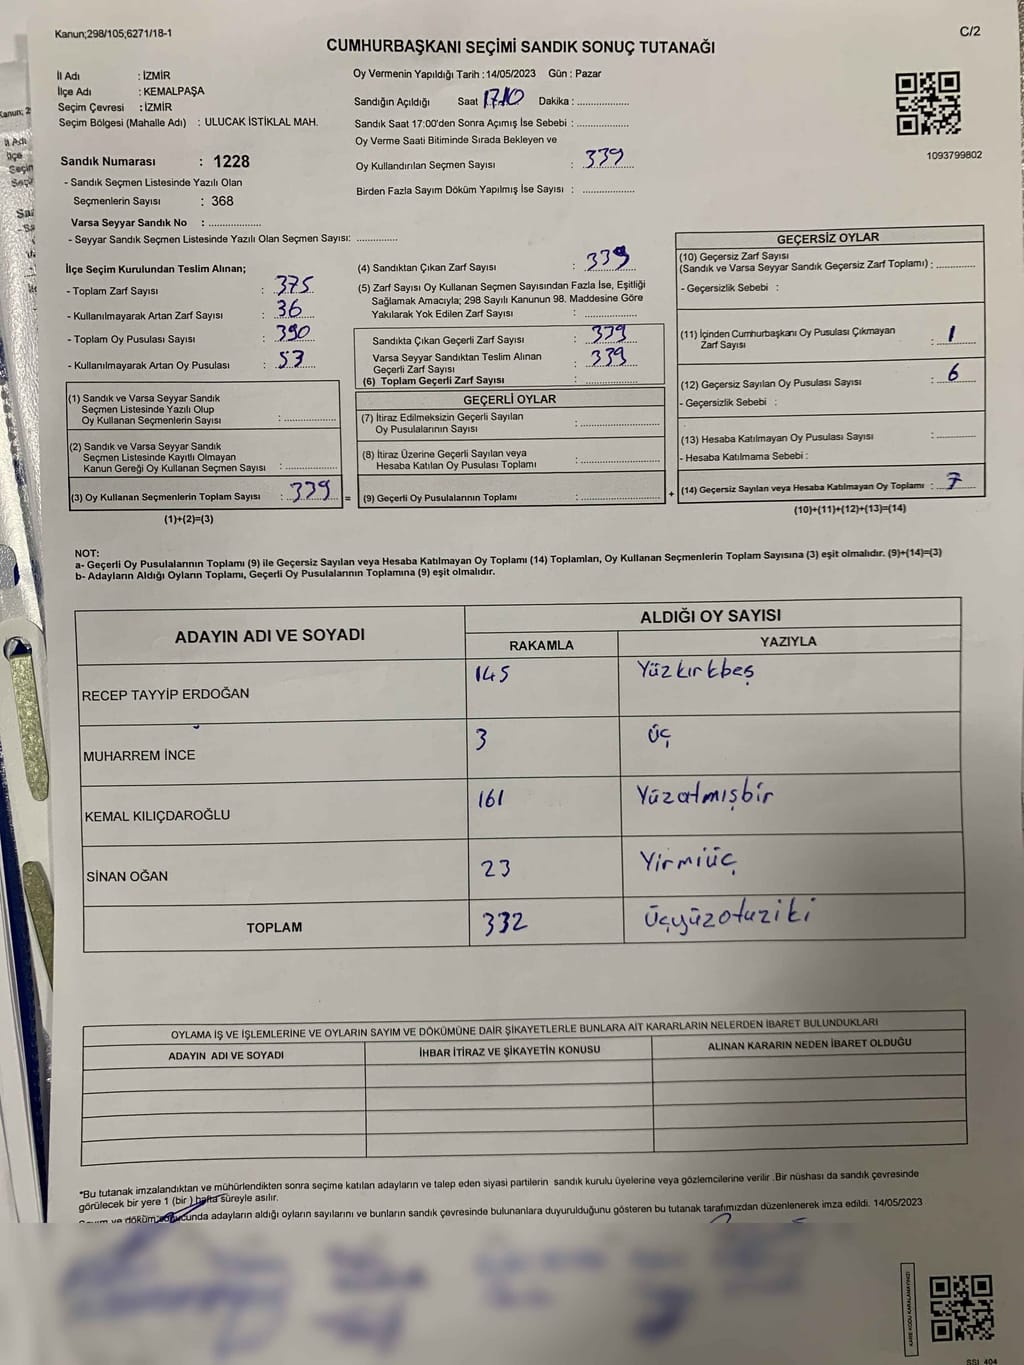 Kanun;298/105;6271/18-1
C/2
CUMHURBAŞKANI SEÇİMİ SANDIK SONUÇ TUTANAĞI
İl Adı : İZMİR
İlçe Adı : KEMALPAŞA
Seçim Çevresi : İZMİR
Seçim Bölgesi (Mahalle Adı) : ULUCAK İSTİKLAL MAH.
Sandık Numarası : 1228
- Sandık Seçmen Listesinde Yazılı Olan
Seçmenlerin Sayısı : 368
Varsa Seyyar Sandık No : ....................
- Seyyar Sandık Seçmen Listesinde Yazılı Olan Seçmen Sayısı: ...............
Oy Vermenin Yapıldığı Tarih : 14/05/2023 Gün : Pazar
Sandığın Açıldığı Saat 17.10 Dakika : ....................
Sandık Saat 17:00'den Sonra Açımış İse Sebebi : ....................
Oy Verme Saati Bitiminde Sırada Bekleyen ve
Oy Kullandırılan Seçmen Sayısı : 339
Birden Fazla Sayım Döküm Yapılmış İse Sayısı : ....................
1093799802
İlçe Seçim Kurulundan Teslim Alınan;
- Toplam Zarf Sayısı : 375
- Kullanılmayarak Artan Zarf Sayısı : 36
- Toplam Oy Pusulası Sayısı : 390
- Kullanılmayarak Artan Oy Pusulası : 53
(1) Sandık ve Varsa Seyyar Sandık
Seçmen Listesinde Yazılı Olup
Oy Kullanan Seçmenlerin Sayısı : ....................
(2) Sandık ve Varsa Seyyar Sandık
Seçmen Listesinde Kayıtlı Olmayan
Kanun Gereği Oy Kullanan Seçmen Sayısı : ....................
(3) Oy Kullanan Seçmenlerin Toplam Sayısı : 339
(1)+(2)=(3)
(4) Sandıktan Çıkan Zarf Sayısı : 339
(5) Zarf Sayısı Oy Kullanan Seçmen Sayısından Fazla İse, Eşitliği
Sağlamak Amacıyla; 298 Sayılı Kanunun 98. Maddesine Göre
Yakılarak Yok Edilen Zarf Sayısı : ....................
Sandıkta Çıkan Geçerli Zarf Sayısı : 339
Varsa Seyyar Sandıktan Teslim Alınan
Geçerli Zarf Sayısı : 339
(6) Toplam Geçerli Zarf Sayısı : ....................
=
GEÇERLİ OYLAR
(7) İtiraz Edilmeksizin Geçerli Sayılan
Oy Pusulalarının Sayısı : ....................
(8) İtiraz Üzerine Geçerli Sayılan veya
Hesaba Katılan Oy Pusulası Toplamı : ....................
(9) Geçerli Oy Pusulalarının Toplamı : ....................
+
GEÇERSİZ OYLAR
(10) Geçersiz Zarf Sayısı
(Sandık ve Varsa Seyyar Sandık Geçersiz Zarf Toplamı) : ...............
- Geçersizlik Sebebi :
(11) İçinden Cumhurbaşkanı Oy Pusulası Çıkmayan
Zarf Sayısı : 1
(12) Geçersiz Sayılan Oy Pusulası Sayısı : 6
- Geçersizlik Sebebi :
(13) Hesaba Katılmayan Oy Pusulası Sayısı : ...............
- Hesaba Katılmama Sebebi :
(14) Geçersiz Sayılan veya Hesaba Katılmayan Oy Toplamı : 7
(10)+(11)+(12)+(13)=(14)
NOT:
a- Geçerli Oy Pusulalarının Toplamı (9) ile Geçersiz Sayılan veya Hesaba Katılmayan Oy Toplamı (14) Toplamları, Oy Kullanan Seçmenlerin Toplam Sayısına (3) eşit olmalıdır. (9)+(14)=(3)
b- Adayların Aldığı Oyların Toplamı, Geçerli Oy Pusulalarının Toplamına (9) eşit olmalıdır.
ADAYIN ADI VE SOYADI
ALDIĞI OY SAYISI
RAKAMLA YAZIYLA
RECEP TAYYİP ERDOĞAN 145 Yüzkırkbeş
MUHARREM İNCE 3 üç
KEMAL KILIÇDAROĞLU 161 Yüzatmışbir
SİNAN OĞAN 23 Yirmiüç
TOPLAM 332 Üçyüzotuziki
OYLAMA İŞ VE İŞLEMLERİNE VE OYLARIN SAYIM VE DÖKÜMÜNE DAİR ŞİKAYETLERLE BUNLARA AİT KARARLARIN NELERDEN İBARET BULUNDUKLARI
ADAYIN ADI VE SOYADI İHBAR İTİRAZ VE ŞİKAYETİN KONUSU ALINAN KARARIN NEDEN İBARET OLDUĞU
*Bu tutanak imzalandıktan ve mühürlendikten sonra seçime katılan adayların ve talep eden siyasi partilerin sandık kurulu üyelerine veya gözlemcilerine verilir .Bir nüshası da sandık çevresinde
görülecek bir yere 1 (bir ) hafta süreyle asılır.
ve döküm sonucunda adayların aldığı oyların sayılarını ve bunların sandık çevresinde bulunanlara duyurulduğunu gösteren bu tutanak tarafımızdan düzenlenerek imza edildi. 14/05/2023
KARE KODU KARALAMAYINIZ!
SSL 404